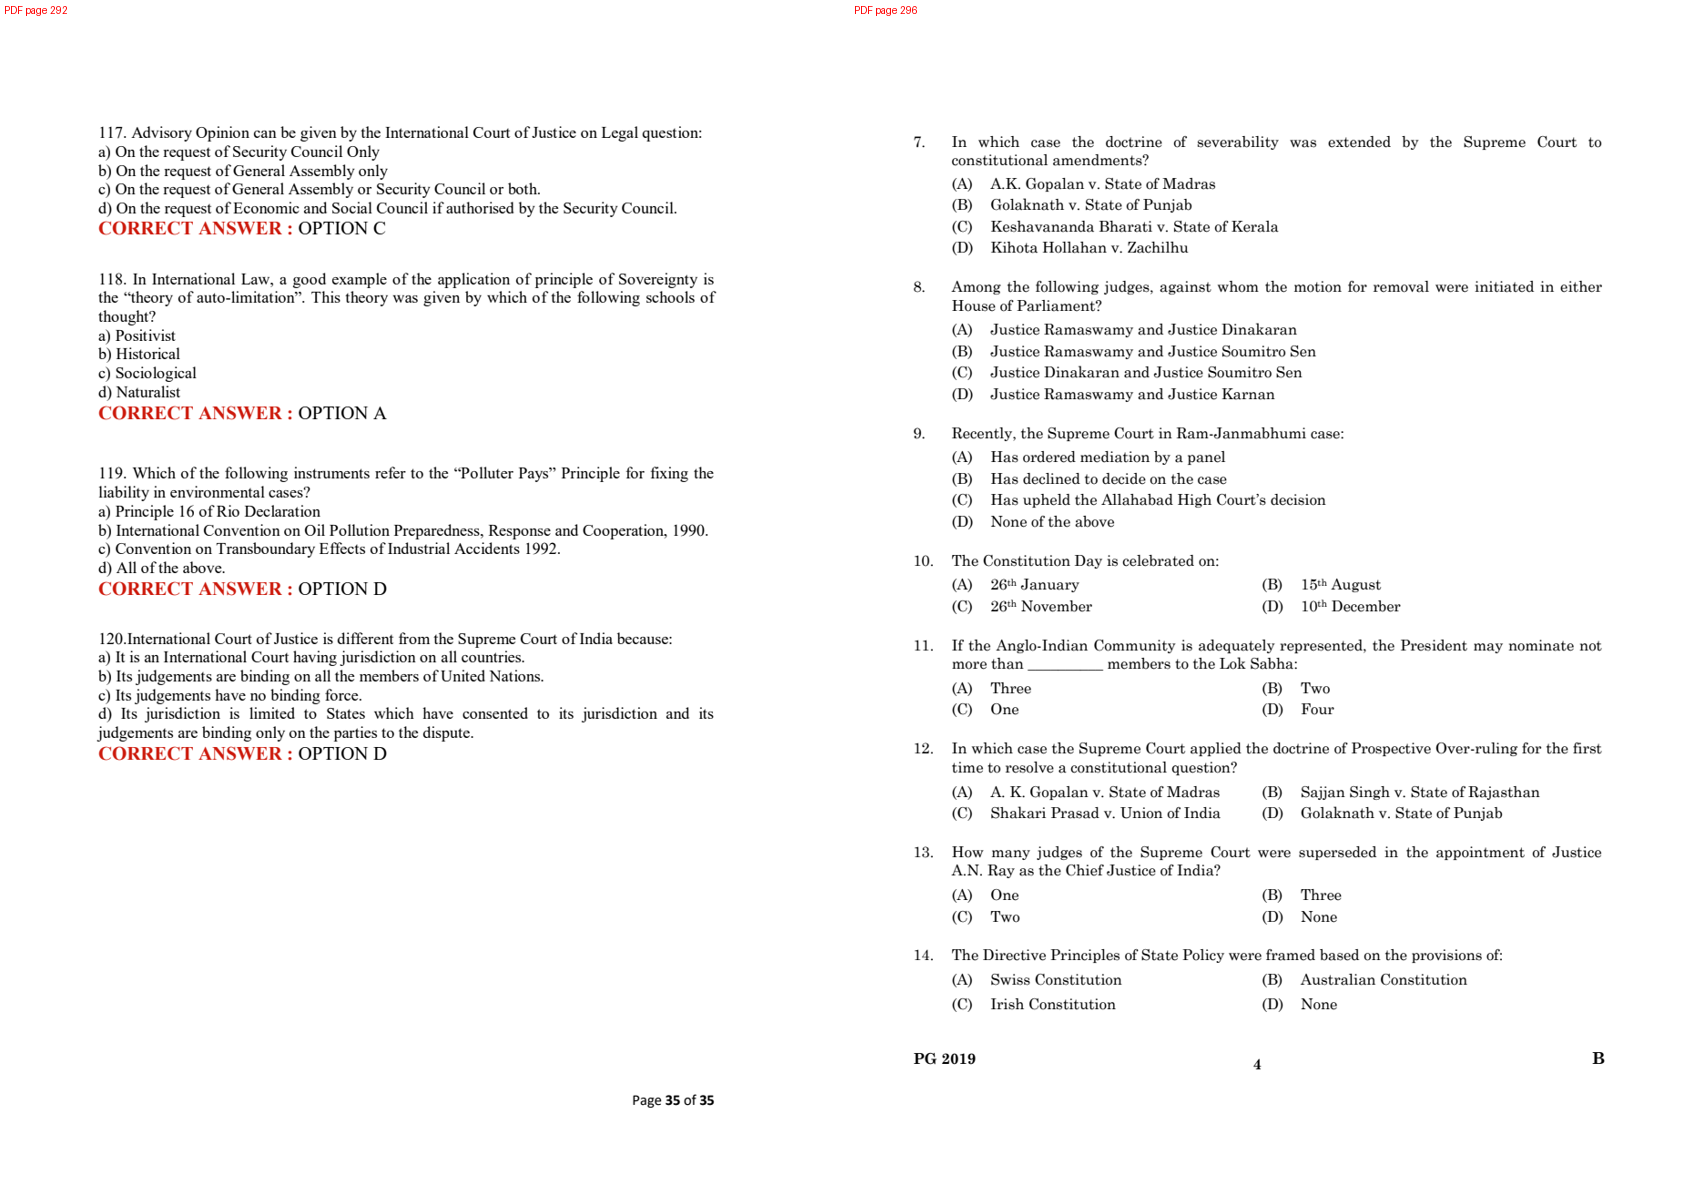 PDF page 292
117. Advisory Opinion can be given by the International Court of Justice on Legal question:
a) On the request of Security Council Only
b) On the request of General Assembly only
c) On the request of General Assembly or Security Council or both.
d) On the request of Economic and Social Council if authorised by the Security Council.
CORRECT ANSWER : OPTION C
118. In International Law, a good example of the application of principle of Sovereignty is
the “theory of auto-limitation”. This theory was given by which of the following schools of
thought?
a) Positivist
b) Historical
c) Sociological
d) Naturalist
CORRECT ANSWER : OPTION A
119. Which of the following instruments refer to the “Polluter Pays” Principle for fixing the
liability in environmental cases?
a) Principle 16 of Rio Declaration
b) International Convention on Oil Pollution Preparedness, Response and Cooperation, 1990.
c) Convention on Transboundary Effects of Industrial Accidents 1992.
d) All of the above.
CORRECT ANSWER : OPTION D
120.International Court of Justice is different from the Supreme Court of India because:
a) It is an International Court having jurisdiction on all countries.
b) Its judgements are binding on all the members of United Nations.
c) Its judgements have no binding force.
d) Its jurisdiction is limited to States which have consented to its jurisdiction and its
judgements are binding only on the parties to the dispute.
CORRECT ANSWER : OPTION D
Page 35 of 35
PDF page 296
7. In which case the doctrine of severability was extended by the Supreme Court to
constitutional amendments?
(A) A.K. Gopalan v. State of Madras
(B) Golaknath v. State of Punjab
(C) Keshavananda Bharati v. State of Kerala
(D) Kihota Hollahan v. Zachilhu
8. Among the following judges, against whom the motion for removal were initiated in either
House of Parliament?
(A) Justice Ramaswamy and Justice Dinakaran
(B) Justice Ramaswamy and Justice Soumitro Sen
(C) Justice Dinakaran and Justice Soumitro Sen
(D) Justice Ramaswamy and Justice Karnan
9. Recently, the Supreme Court in Ram-Janmabhumi case:
(A) Has ordered mediation by a panel
(B) Has declined to decide on the case
(C) Has upheld the Allahabad High Court’s decision
(D) None of the above
10. The Constitution Day is celebrated on:
(A) 26th January (B) 15th August
(C) 26th November (D) 10th December
11. If the Anglo-Indian Community is adequately represented, the President may nominate not
more than __________ members to the Lok Sabha:
(A) Three (B) Two
(C) One (D) Four
12. In which case the Supreme Court applied the doctrine of Prospective Over-ruling for the first
time to resolve a constitutional question?
(A) A. K. Gopalan v. State of Madras (B) Sajjan Singh v. State of Rajasthan
(C) Shakari Prasad v. Union of India (D) Golaknath v. State of Punjab
13. How many judges of the Supreme Court were superseded in the appointment of Justice
A.N. Ray as the Chief Justice of India?
(A) One (B) Three
(C) Two (D) None
14. The Directive Principles of State Policy were framed based on the provisions of:
(A) Swiss Constitution (B) Australian Constitution
(C) Irish Constitution (D) None
PG 2019 4 B